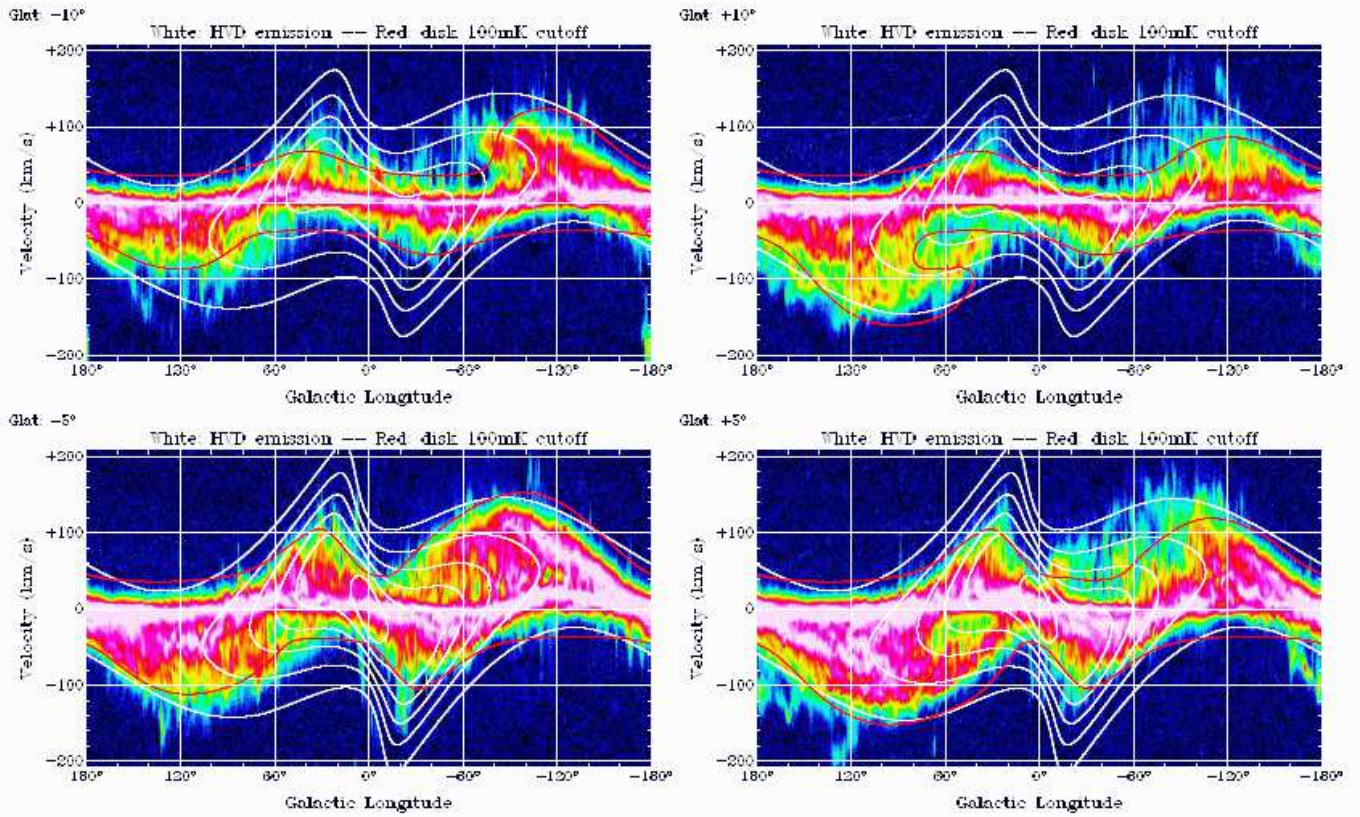 Glat: −10°
White: HVD emission −− Red: disk 100mK cutoff
+200
+100
0
−100
−200
Velocity (km/s)
180° 120° 60° 0° −60° −120° −180°
Galactic Longitude
Glat: +10°
White: HVD emission −− Red: disk 100mK cutoff
+200
+100
0
−100
−200
Velocity (km/s)
180° 120° 60° 0° −60° −120° −180°
Galactic Longitude
Glat: −5°
White: HVD emission −− Red: disk 100mK cutoff
+200
+100
0
−100
−200
Velocity (km/s)
180° 120° 60° 0° −60° −120° −180°
Galactic Longitude
Glat: +5°
White: HVD emission −− Red: disk 100mK cutoff
+200
+100
0
−100
−200
Velocity (km/s)
180° 120° 60° 0° −60° −120° −180°
Galactic Longitude